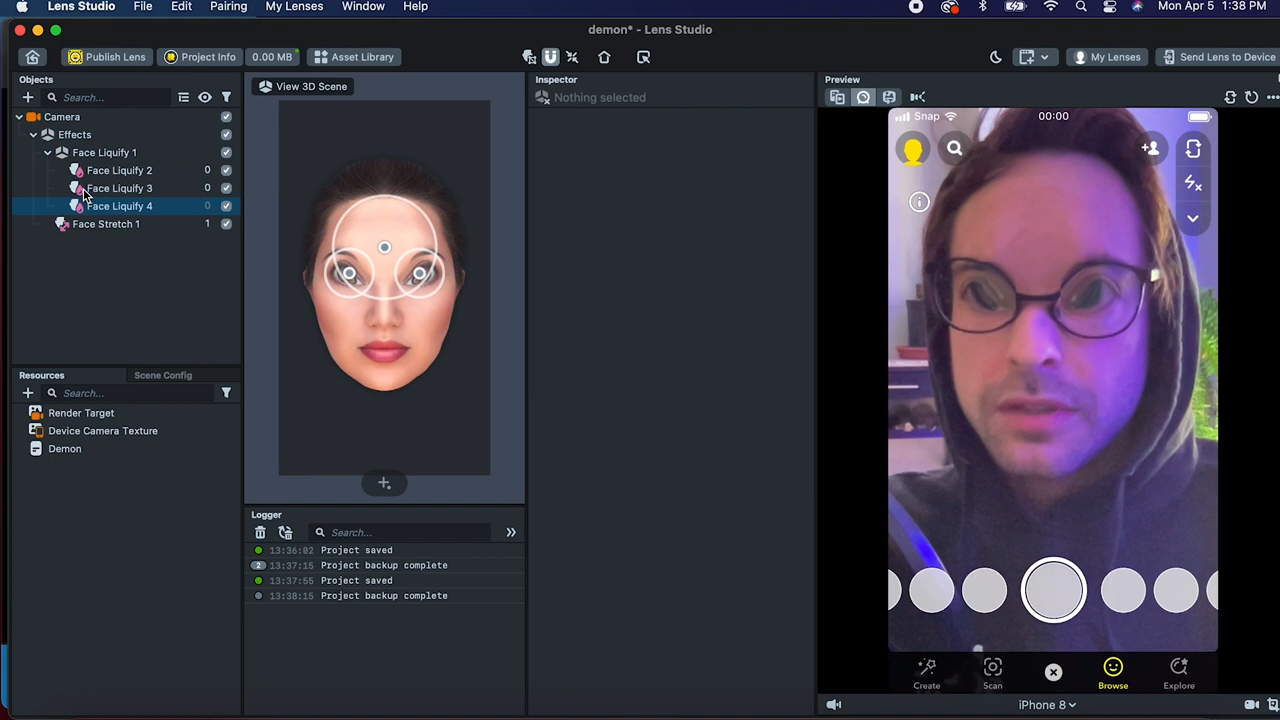 Lens Studio File Edit Pairing My Lenses Window Help Mon Apr 5 1:38 PM
demon* - Lens Studio
Publish Lens Project Info 0.00 MB Asset Library My Lenses Send Lens to Device
Objects
Search...
Camera
Effects
Face Liquify 1
Face Liquify 2 0
Face Liquify 3 0
Face Liquify 4 0
Face Stretch 1 1
Resources Scene Config
Search...
Render Target
Device Camera Texture
Demon
View 3D Scene
Logger
Search...
13:36:02 Project saved
2 13:37:15 Project backup complete
13:37:55 Project saved
13:38:15 Project backup complete
Inspector
Nothing selected
Preview
Snap 00:00
Create Scan Browse Explore
iPhone 8